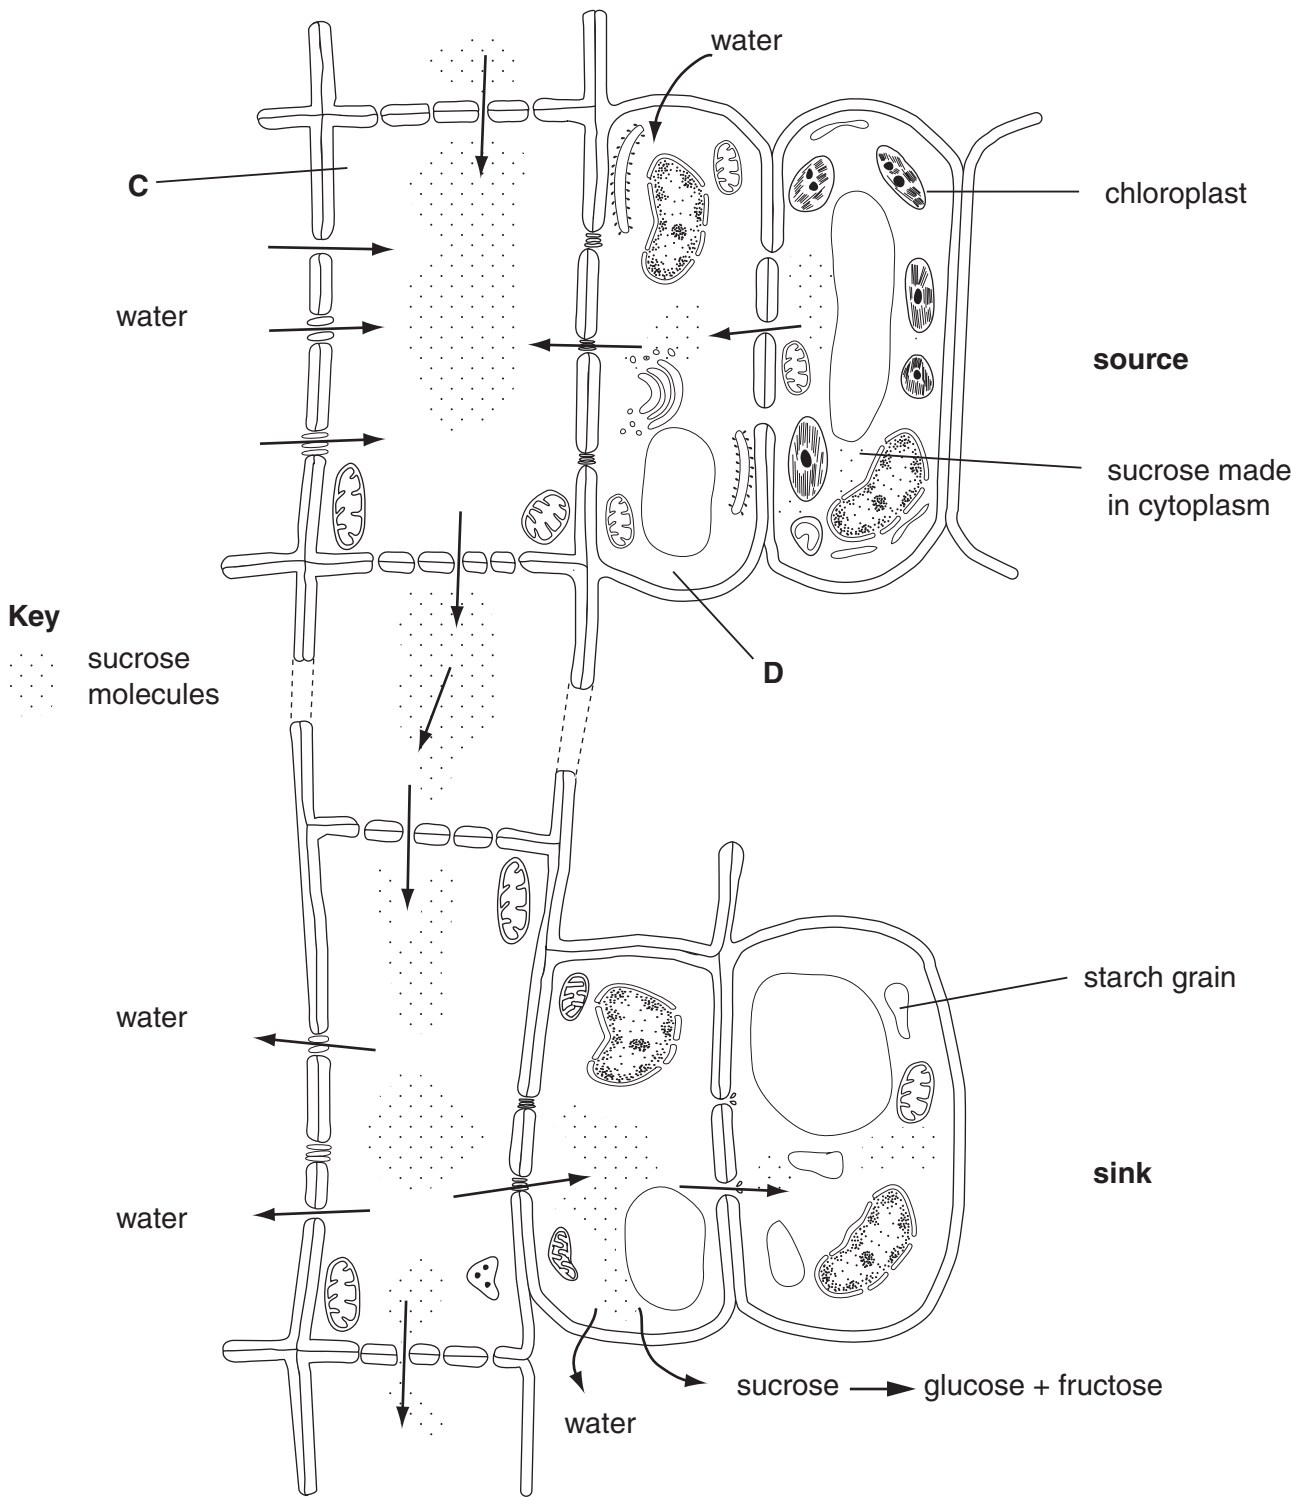 water
C
chloroplast
water
source
sucrose made
in cytoplasm
Key
sucrose
molecules
D
starch grain
water
sink
water
sucrose → glucose + fructose
water